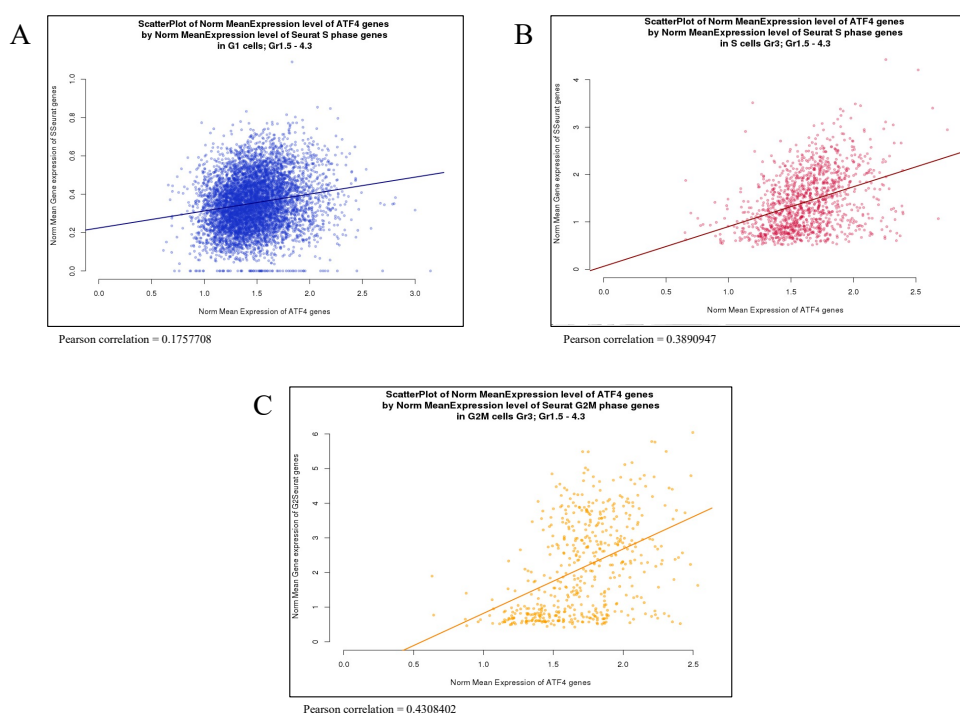 A
ScatterPlot of Norm MeanExpression level of ATF4 genes
by Norm MeanExpression level of Seurat S phase genes
in G1 cells; Gr1.5 - 4.3
Norm Mean Gene expression of SSeurat genes
1.0
0.8
0.6
0.4
0.2
0.0
0.0 0.5 1.0 1.5 2.0 2.5 3.0
Norm Mean Expression of ATF4 genes
Pearson correlation = 0.1757708
B
ScatterPlot of Norm MeanExpression level of ATF4 genes
by Norm MeanExpression level of Seurat S phase genes
in S cells Gr3; Gr1.5 - 4.3
Norm Mean Gene expression of SSeurat genes
4
3
2
1
0
0.0 0.5 1.0 1.5 2.0 2.5
Norm Mean Expression of ATF4 genes
Pearson correlation = 0.3890947
C
ScatterPlot of Norm MeanExpression level of ATF4 genes
by Norm MeanExpression level of Seurat G2M phase genes
in G2M cells Gr3; Gr1.5 - 4.3
Norm Mean Gene expression of G2Seurat genes
6
5
4
3
2
1
0
0.0 0.5 1.0 1.5 2.0 2.5
Norm Mean Expression of ATF4 genes
Pearson correlation = 0.4308402